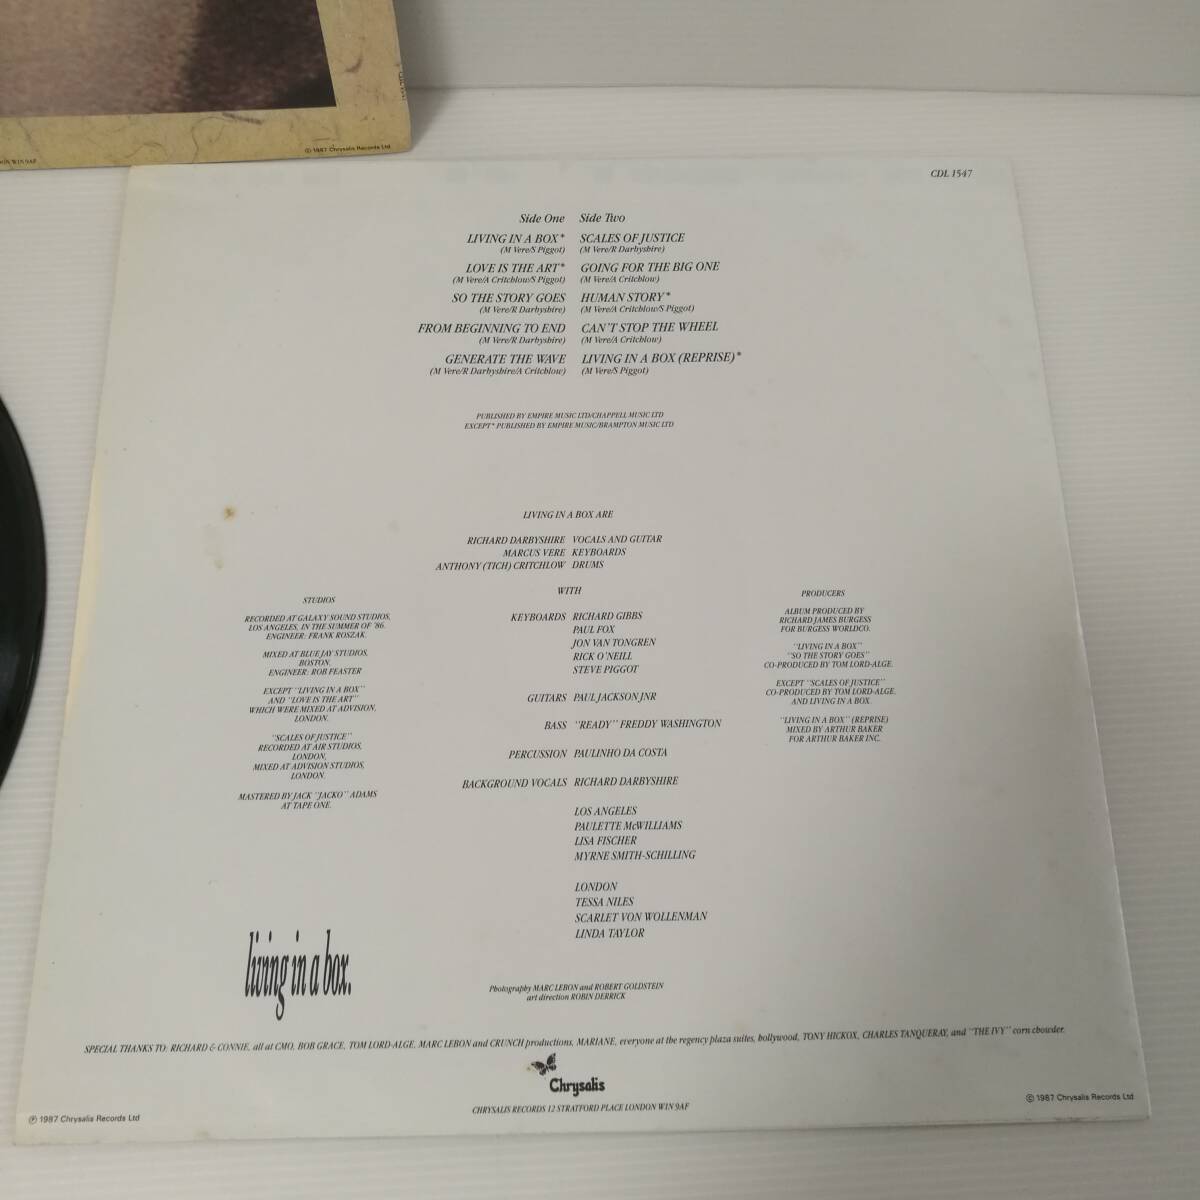 © 1987 Chrysalis Records Ltd
CDL 1547
Side One Side Two
LIVING IN A BOX* SCALES OF JUSTICE
(M Vere/S Piggot) (M Vere/R Darbyshire)
LOVE IS THE ART* GOING FOR THE BIG ONE
(M Vere/A Critchlow/S Piggot) (M Vere/A Critchlow)
SO THE STORY GOES HUMAN STORY*
(M Vere/R Darbyshire) (M Vere/A Critchlow/S Piggot)
FROM BEGINNING TO END CAN'T STOP THE WHEEL
(M Vere/R Darbyshire) (M Vere/A Critchlow)
GENERATE THE WAVE LIVING IN A BOX (REPRISE)*
(M Vere/R Darbyshire/A Critchlow) (M Vere/S Piggot)
PUBLISHED BY EMPIRE MUSIC LTD/CHAPPELL MUSIC LTD
EXCEPT* PUBLISHED BY EMPIRE MUSIC/BRAMPTON MUSIC LTD
LIVING IN A BOX ARE
RICHARD DARBYSHIRE VOCALS AND GUITAR
MARCUS VERE KEYBOARDS
ANTHONY (TICH) CRITCHLOW DRUMS
WITH
KEYBOARDS RICHARD GIBBS
PAUL FOX
JON VAN TONGREN
RICK O'NEILL
STEVE PIGGOT
GUITARS PAUL JACKSON JNR
BASS "READY" FREDDY WASHINGTON
PERCUSSION PAULINHO DA COSTA
BACKGROUND VOCALS RICHARD DARBYSHIRE
LOS ANGELES
PAULETTE McWILLIAMS
LISA FISCHER
MYRNE SMITH-SCHILLING
LONDON
TESSA NILES
SCARLET VON WOLLENMAN
LINDA TAYLOR
STUDIOS
RECORDED AT GALAXY SOUND STUDIOS,
LOS ANGELES, IN THE SUMMER OF '86.
ENGINEER: FRANK ROSZAK.
MIXED AT BLUE JAY STUDIOS,
BOSTON.
ENGINEER: ROB FEASTER
EXCEPT "LIVING IN A BOX"
AND "LOVE IS THE ART"
WHICH WERE MIXED AT ADVISION,
LONDON.
"SCALES OF JUSTICE"
RECORDED AT AIR STUDIOS,
LONDON,
MIXED AT ADVISION STUDIOS,
LONDON.
MASTERED BY JACK "JACKO" ADAMS
AT TAPE ONE.
PRODUCERS
ALBUM PRODUCED BY
RICHARD JAMES BURGESS
FOR BURGESS WORLDCO.
"LIVING IN A BOX"
"SO THE STORY GOES"
CO-PRODUCED BY TOM LORD-ALGE.
EXCEPT "SCALES OF JUSTICE"
CO-PRODUCED BY TOM LORD-ALGE,
AND LIVING IN A BOX.
"LIVING IN A BOX" (REPRISE)
MIXED BY ARTHUR BAKER
FOR ARTHUR BAKER INC.
living in a box.
Photography MARC LEBON and ROBERT GOLDSTEIN
art direction ROBIN DERRICK
SPECIAL THANKS TO: RICHARD & CONNIE, all at CMO, BOB GRACE, TOM LORD-ALGE, MARC LEBON and CRUNCH productions, MARIANE, everyone at the regency plaza suites, bollywood, TONY HICKOX, CHARLES TANQUERAY, and "THE IVY" corn chowder.
Chrysalis
CHRYSALIS RECORDS 12 STRATFORD PLACE LONDON W1N 9AF
℗ 1987 Chrysalis Records Ltd
© 1987 Chrysalis Records Ltd